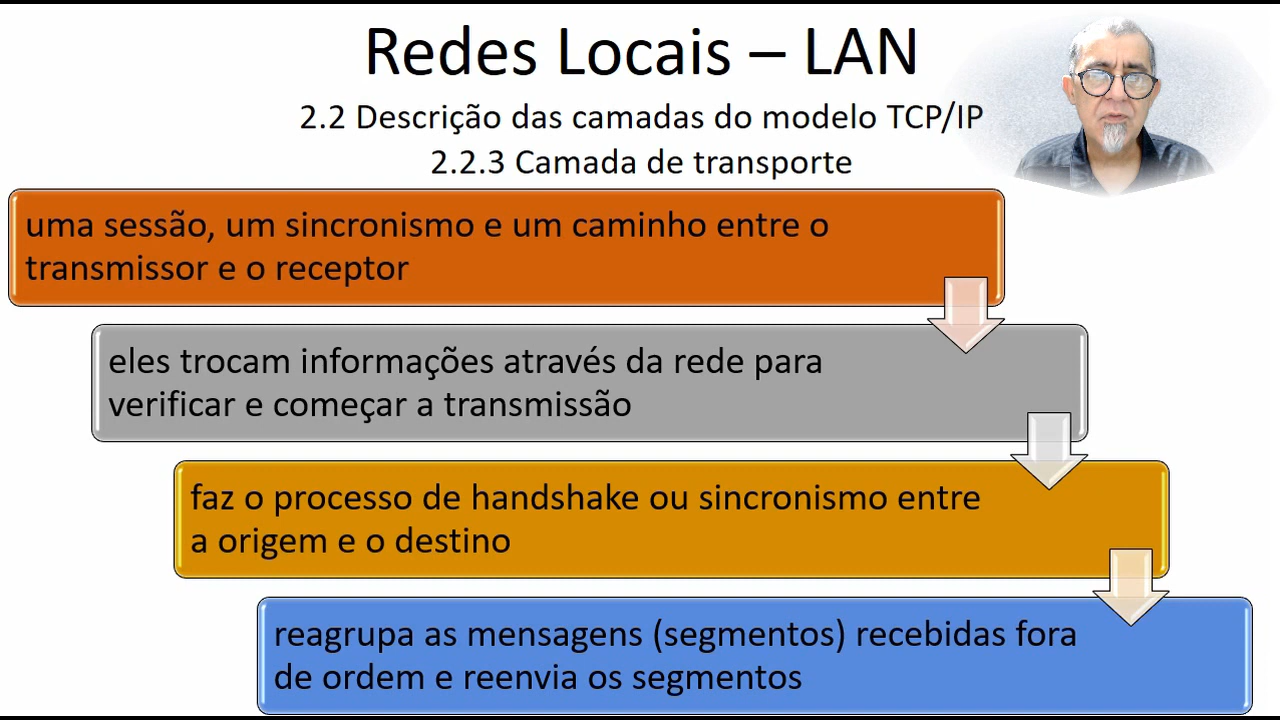 Redes Locais – LAN
2.2 Descrição das camadas do modelo TCP/IP
2.2.3 Camada de transporte
uma sessão, um sincronismo e um caminho entre o
transmissor e o receptor
eles trocam informações através da rede para
verificar e começar a transmissão
faz o processo de handshake ou sincronismo entre
a origem e o destino
reagrupa as mensagens (segmentos) recebidas fora
de ordem e reenvia os segmentos